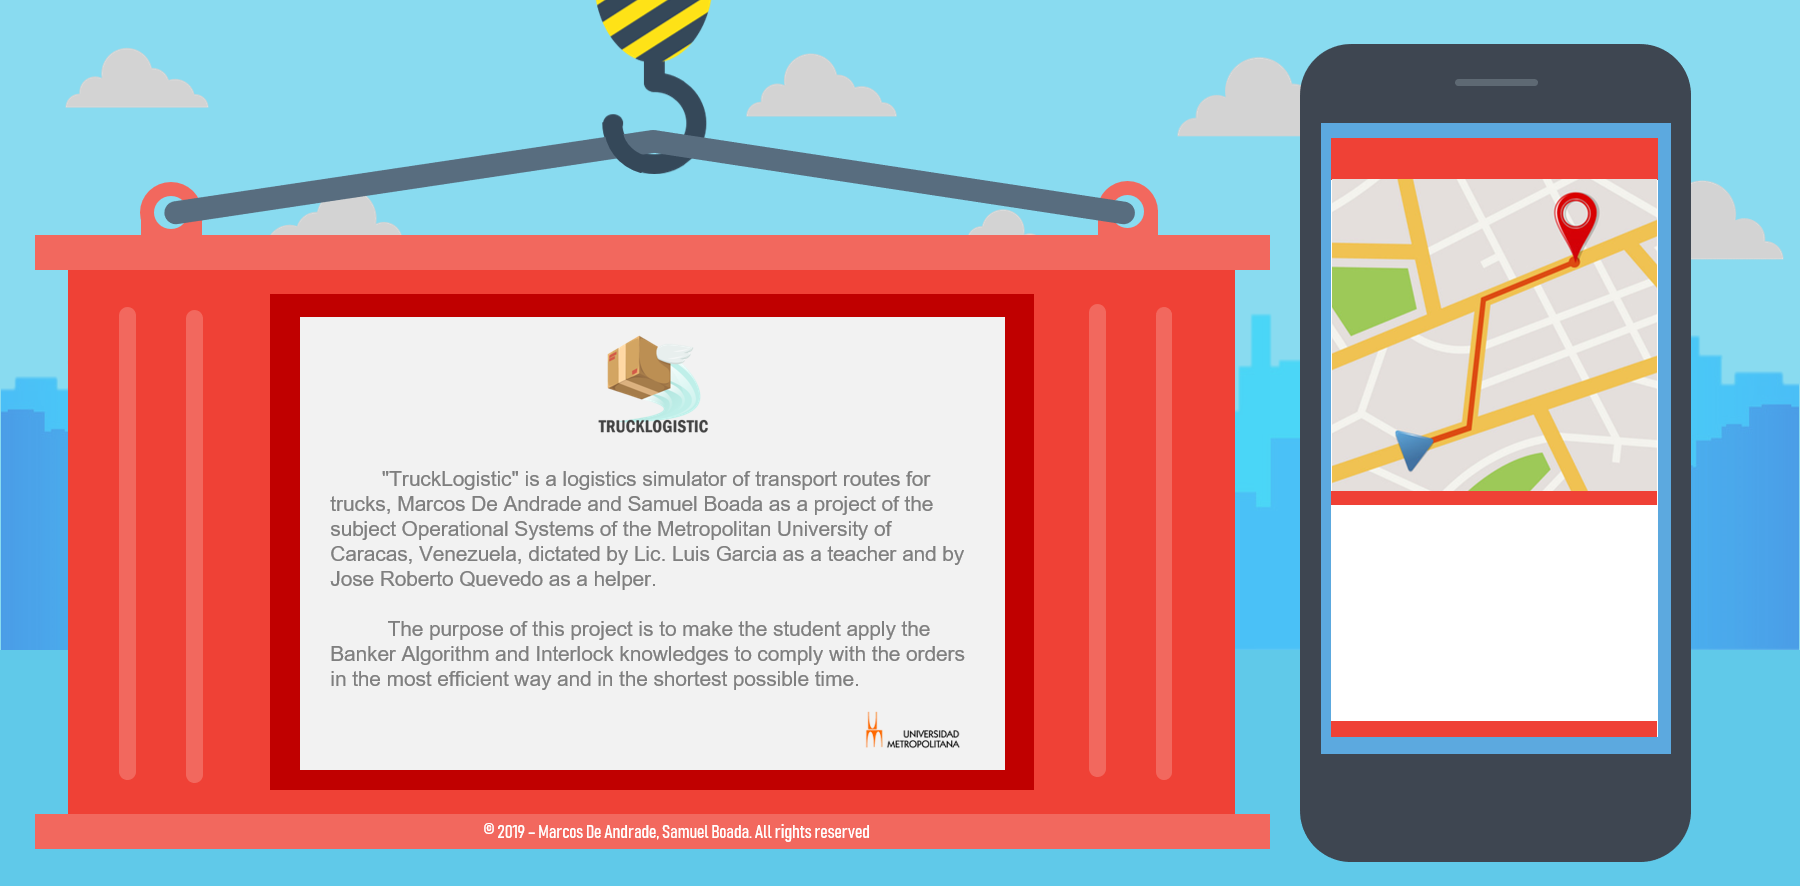 TRUCKLOGISTIC
"TruckLogistic" is a logistics simulator of transport routes for
trucks, Marcos De Andrade and Samuel Boada as a project of the
subject Operational Systems of the Metropolitan University of
Caracas, Venezuela, dictated by Lic. Luis Garcia as a teacher and by
Jose Roberto Quevedo as a helper.
The purpose of this project is to make the student apply the
Banker Algorithm and Interlock knowledges to comply with the orders
in the most efficient way and in the shortest possible time.
UNIVERSIDAD
METROPOLITANA
© 2019 – Marcos De Andrade, Samuel Boada. All rights reserved